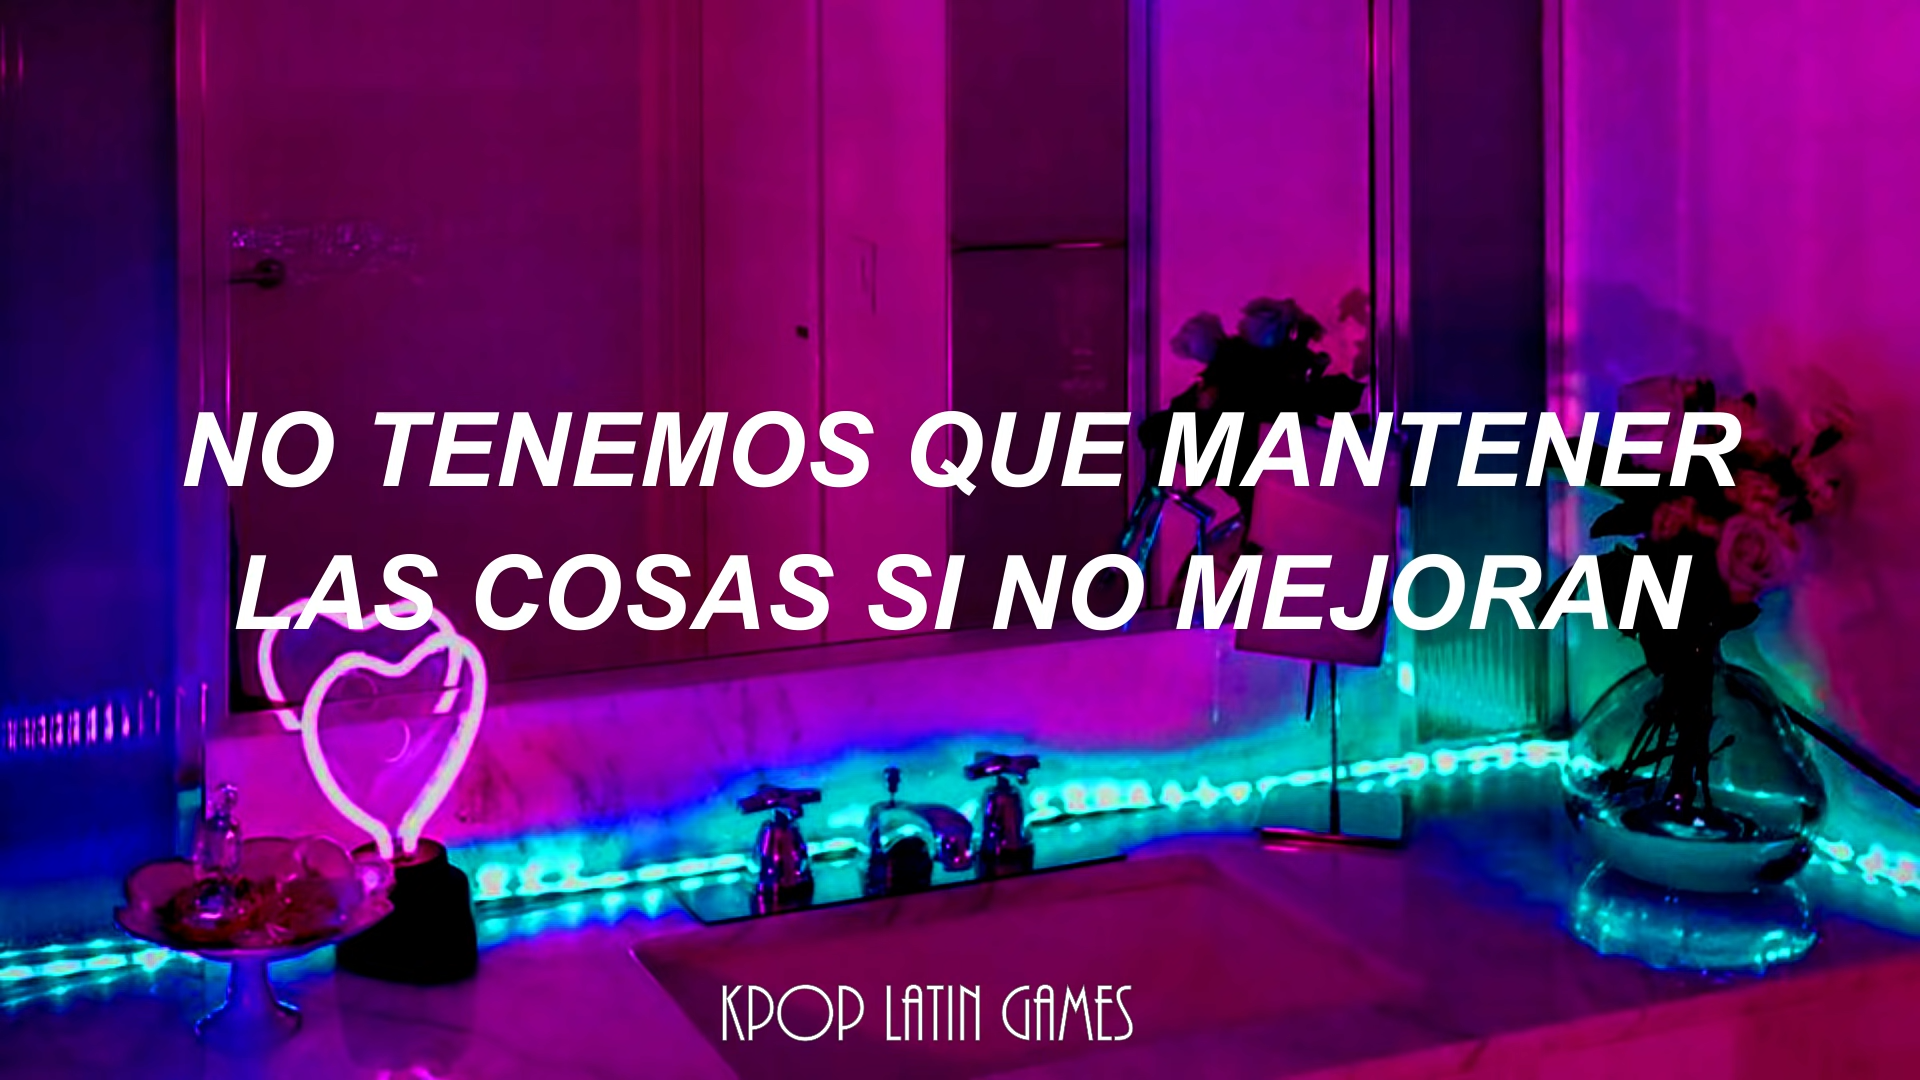 NO TENEMOS QUE MANTENER
LAS COSAS SI NO MEJORAN
KPOP LATIN GAMES